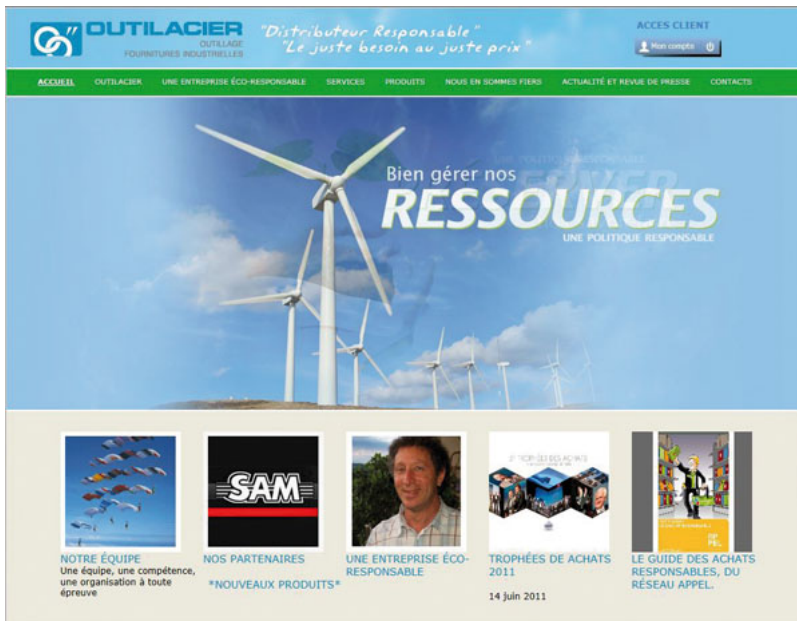 OUTILACIER
OUTILLAGE
FOURNITURES INDUSTRIELLES
"Distributeur Responsable"
"Le juste besoin au juste prix"
ACCES CLIENT
Mon compte
ACCUEIL OUTILACIER UNE ENTREPRISE ÉCO-RESPONSABLE SERVICES PRODUITS NOUS EN SOMMES FIERS ACTUALITÉ ET REVUE DE PRESSE CONTACTS
UNE POLITIQUE RESPONSABLE
Bien gérer nos
RESSOURCES
UNE POLITIQUE RESPONSABLE
SAM
NOTRE ÉQUIPE
Une équipe, une compétence,
une organisation à toute
épreuve
NOS PARTENAIRES
*NOUVEAUX PRODUITS*
UNE ENTREPRISE ÉCO-
RESPONSABLE
TROPHÉES DE ACHATS
2011
14 juin 2011
LE GUIDE DES ACHATS
RESPONSABLES, DU
RÉSEAU APPEL.